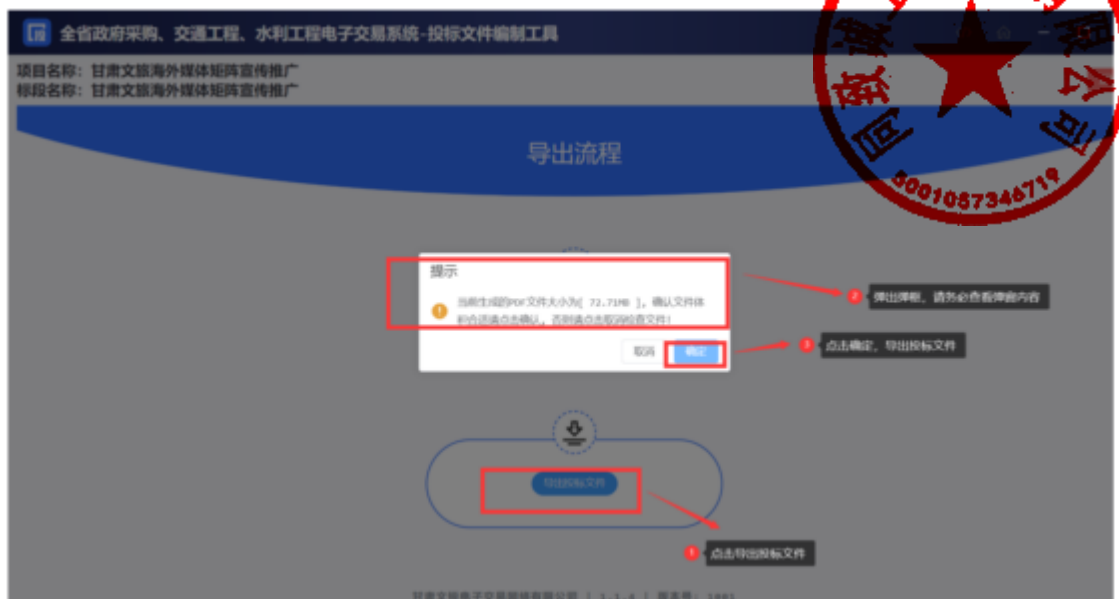 全省政府采购、交通工程、水利工程电子交易系统-投标文件编制工具
项目名称：甘肃文旅海外媒体矩阵宣传推广
标段名称：甘肃文旅海外媒体矩阵宣传推广
导出流程
提示
当前生成的PDF文件大小为[ 72.71MB ]，确认文件体
积合适请点击确认，否则请点击取消检查文件!
取消 确定
2 弹出弹框，请务必查看弹窗内容
3 点击确定，导出投标文件
导出投标文件
1 点击导出投标文件
5001057346719